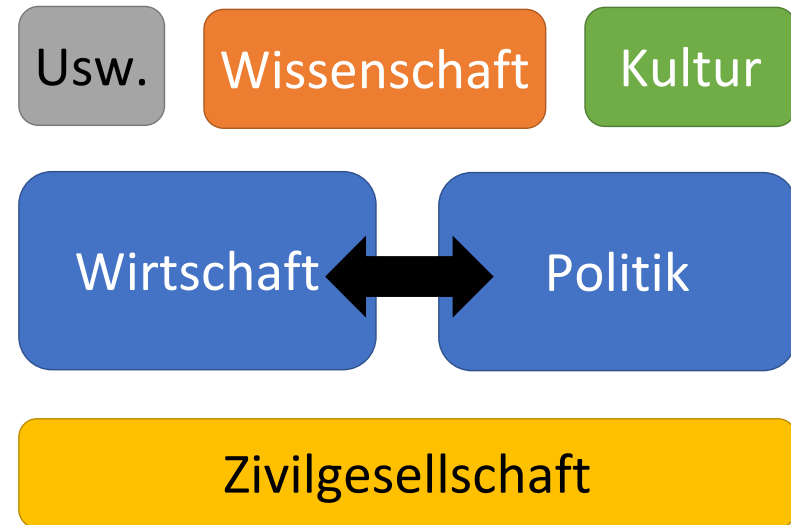 Usw.
Wissenschaft
Kultur
Wirtschaft
Politik
Zivilgesellschaft